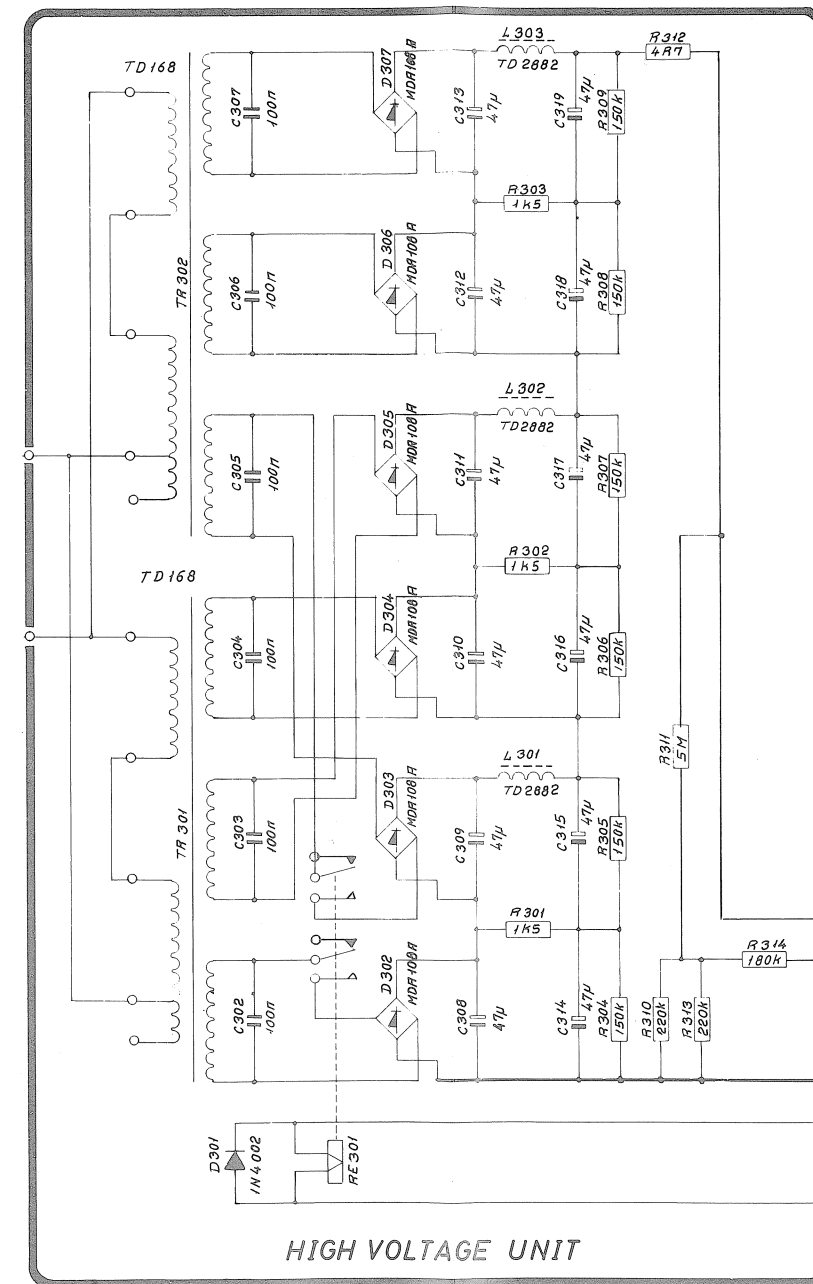 L303
TD2882
R312
4R7
TD168
C307
100n
D307
MDA108A
C313
47µ
C319
47µ
R309
150k
R303
1k5
TR302
C306
100n
D306
MDA108A
C312
47µ
C318
47µ
R308
150k
L302
TD2882
C305
100n
D305
MDA108A
C311
47µ
C317
47µ
R307
150k
R302
1k5
TD168
C304
100n
D304
MDA108A
C310
47µ
C316
47µ
R306
150k
R311
5M
L301
TD2882
TR301
C303
100n
D303
MDA108A
C309
47µ
C315
47µ
R305
150k
R301
1k5
R314
180k
C302
100n
D302
MDA108A
C308
47µ
C314
47µ
R304
150k
R310
220k
R313
220k
D301
1N4002
RE301
HIGH VOLTAGE UNIT